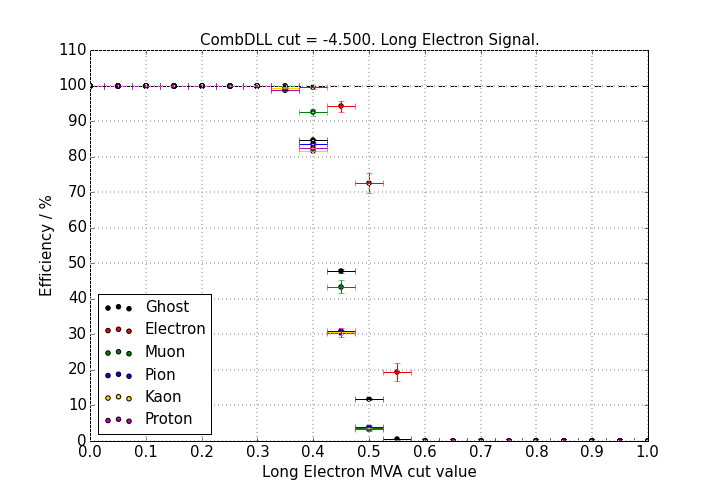 CombDLL cut = -4.500. Long Electron Signal.
110
100
90
80
70
60
50
40
30
20
10
0
Efficiency / %
Ghost
Electron
Muon
Pion
Kaon
Proton
0.0 0.1 0.2 0.3 0.4 0.5 0.6 0.7 0.8 0.9 1.0
Long Electron MVA cut value